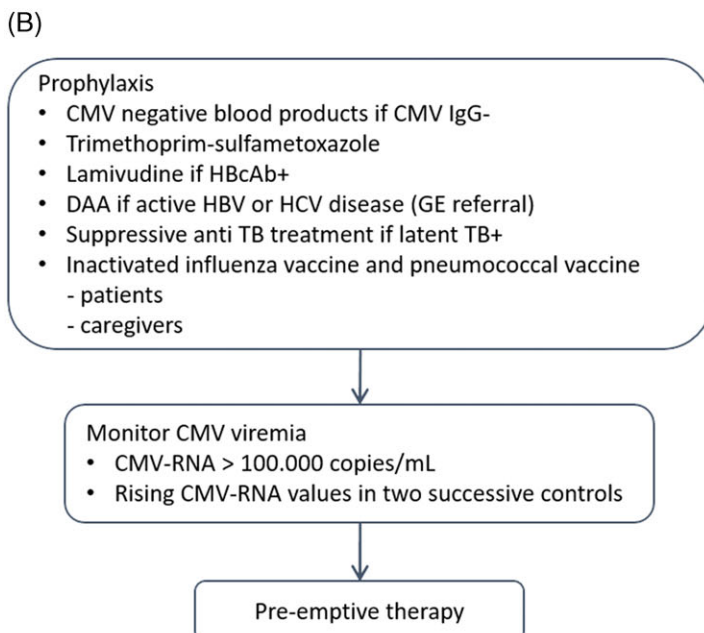 (B)
Prophylaxis
• CMV negative blood products if CMV IgG-
• Trimethoprim-sulfametoxazole
• Lamivudine if HBcAb+
• DAA if active HBV or HCV disease (GE referral)
• Suppressive anti TB treatment if latent TB+
• Inactivated influenza vaccine and pneumococcal vaccine
- patients
- caregivers
Monitor CMV viremia
• CMV-RNA > 100.000 copies/mL
• Rising CMV-RNA values in two successive controls
Pre-emptive therapy